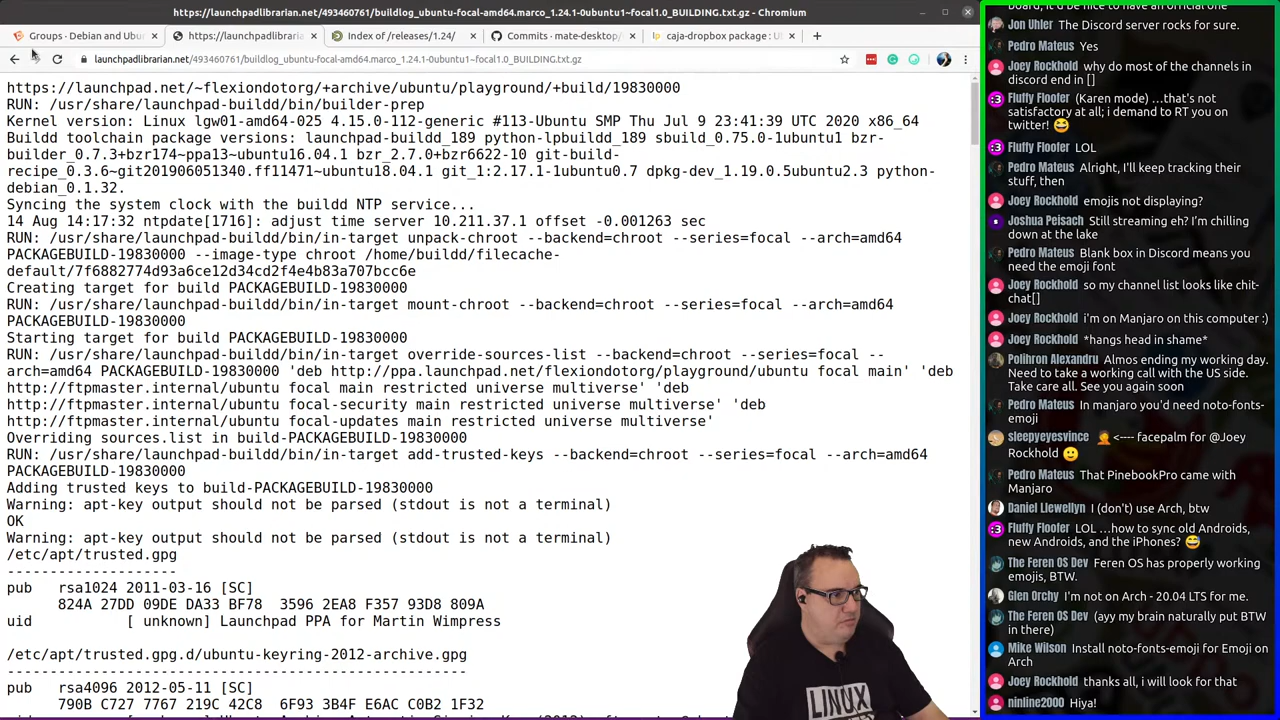 https://launchpadlibrarian.net/493460761/buildlog_ubuntu-focal-amd64.marco_1.24.1-0ubuntu1~focal1.0_BUILDING.txt.gz - Chromium
Groups - Debian and Ubun
https://launchpadlibraria
Index of /releases/1.24/
Commits · mate-desktop/
caja-dropbox package : U
launchpadlibrarian.net/493460761/buildlog_ubuntu-focal-amd64.marco_1.24.1-0ubuntu1~focal1.0_BUILDING.txt.gz
https://launchpad.net/~flexiondotorg/+archive/ubuntu/playground/+build/19830000
RUN: /usr/share/launchpad-buildd/bin/builder-prep
Kernel version: Linux lgw01-amd64-025 4.15.0-112-generic #113-Ubuntu SMP Thu Jul 9 23:41:39 UTC 2020 x86_64
Buildd toolchain package versions: launchpad-buildd_189 python-lpbuildd_189 sbuild_0.75.0-1ubuntu1 bzr-
builder_0.7.3+bzr174~ppa13~ubuntu16.04.1 bzr_2.7.0+bzr6622-10 git-build-
recipe_0.3.6~git201906051340.ff11471~ubuntu18.04.1 git_1:2.17.1-1ubuntu0.7 dpkg-dev_1.19.0.5ubuntu2.3 python-
debian_0.1.32.
Syncing the system clock with the buildd NTP service...
14 Aug 14:17:32 ntpdate[1716]: adjust time server 10.211.37.1 offset -0.001263 sec
RUN: /usr/share/launchpad-buildd/bin/in-target unpack-chroot --backend=chroot --series=focal --arch=amd64
PACKAGEBUILD-19830000 --image-type chroot /home/buildd/filecache-
default/7f6882774d93a6ce12d34cd2f4e4b83a707bcc6e
Creating target for build PACKAGEBUILD-19830000
RUN: /usr/share/launchpad-buildd/bin/in-target mount-chroot --backend=chroot --series=focal --arch=amd64
PACKAGEBUILD-19830000
Starting target for build PACKAGEBUILD-19830000
RUN: /usr/share/launchpad-buildd/bin/in-target override-sources-list --backend=chroot --series=focal --
arch=amd64 PACKAGEBUILD-19830000 'deb http://ppa.launchpad.net/flexiondotorg/playground/ubuntu focal main' 'deb
http://ftpmaster.internal/ubuntu focal main restricted universe multiverse' 'deb
http://ftpmaster.internal/ubuntu focal-security main restricted universe multiverse' 'deb
http://ftpmaster.internal/ubuntu focal-updates main restricted universe multiverse'
Overriding sources.list in build-PACKAGEBUILD-19830000
RUN: /usr/share/launchpad-buildd/bin/in-target add-trusted-keys --backend=chroot --series=focal --arch=amd64
PACKAGEBUILD-19830000
Adding trusted keys to build-PACKAGEBUILD-19830000
Warning: apt-key output should not be parsed (stdout is not a terminal)
OK
Warning: apt-key output should not be parsed (stdout is not a terminal)
/etc/apt/trusted.gpg
--------------------
pub   rsa1024 2011-03-16 [SC]
824A 27DD 09DE DA33 BF78  3596 2EA8 F357 93D8 809A
uid           [ unknown] Launchpad PPA for Martin Wimpress
/etc/apt/trusted.gpg.d/ubuntu-keyring-2012-archive.gpg
------------------------------------------------------
pub   rsa4096 2012-05-11 [SC]
790B C727 7767 219C 42C8  6F93 3B4F E6AC C0B2 1F32
LINUX
board, it'd be nice to have an official one
Jon Uhler The Discord server rocks for sure.
Pedro Mateus Yes
Joey Rockhold why do most of the channels in
discord end in []
Fluffy Floofer (Karen mode) …that's not
satisfactory at all; i demand to RT you on
twitter! 😅
Fluffy Floofer LOL
Pedro Mateus Alright, I'll keep tracking their
stuff, then
Joey Rockhold emojis not displaying?
Joshua Peisach Still streaming eh? I'm chilling
down at the lake
Pedro Mateus Blank box in Discord means you
need the emoji font
Joey Rockhold so my channel list looks like chit-
chat[]
Joey Rockhold i'm on Manjaro on this computer :)
Joey Rockhold *hangs head in shame*
Polihron Alexandru Almos ending my working day.
Need to take a working call with the US side.
Take care all. See you again soon
Pedro Mateus In manjaro you'd need noto-fonts-
emoji
sleepyeyesvince 🤦 <---- facepalm for @Joey
Rockhold 🙂
Pedro Mateus That PinebookPro came with
Manjaro
Daniel Llewellyn I (don't) use Arch, btw
Fluffy Floofer LOL …how to sync old Androids,
new Androids, and the iPhones? 😅
The Feren OS Dev Feren OS has properly working
emojis, BTW.
Glen Orchy I'm not on Arch - 20.04 LTS for me.
The Feren OS Dev (ayy my brain naturally put BTW
in there)
Mike Wilson Install noto-fonts-emoji for Emoji on
Arch
Joey Rockhold thanks all, i will look for that
ninline2000 Hiya!